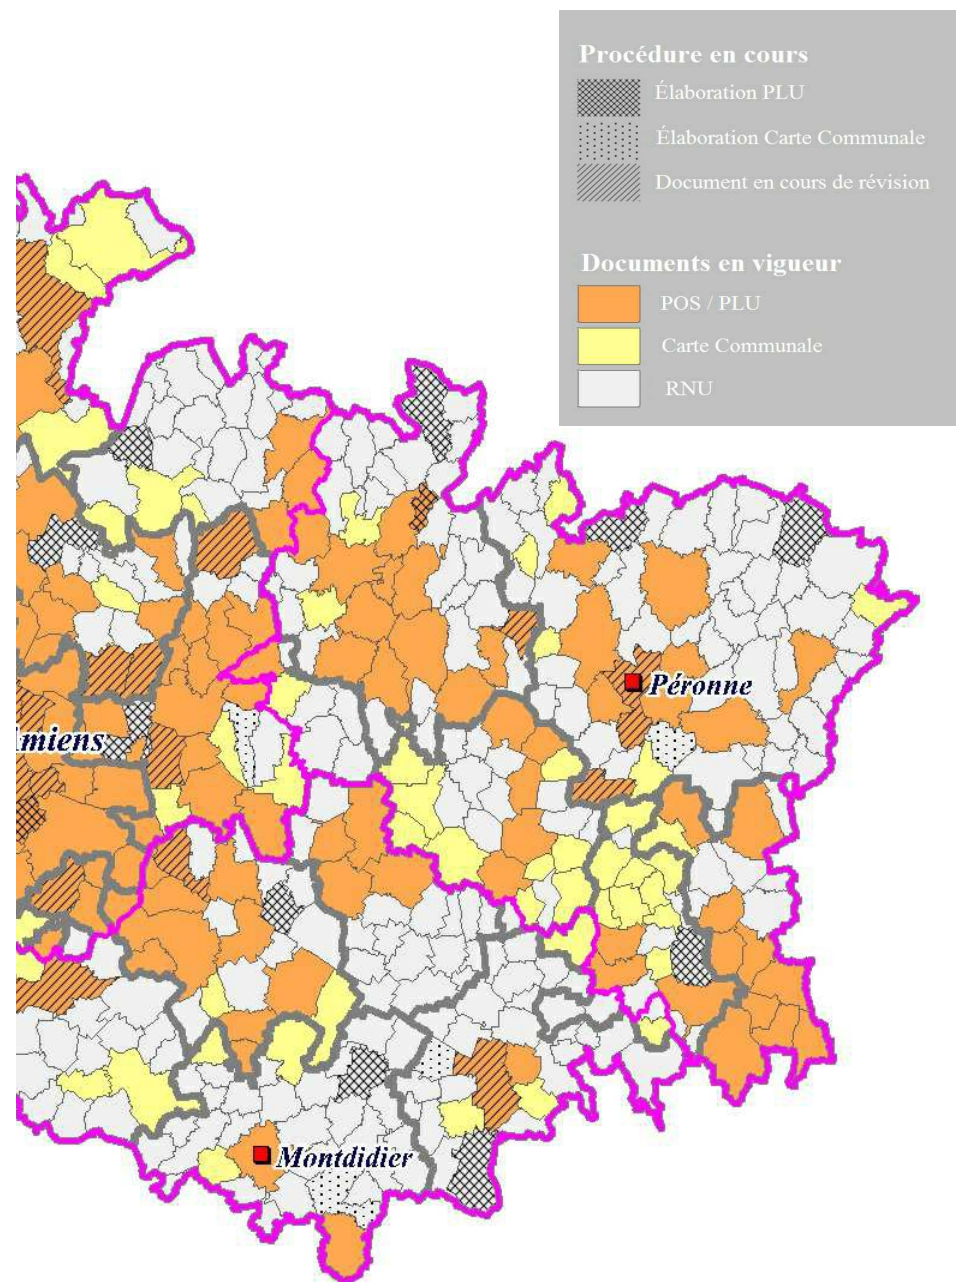 Procédure en cours
Élaboration PLU
Élaboration Carte Communale
Document en cours de révision
Documents en vigueur
POS / PLU
Carte Communale
RNU
Péronne
miens
Montdidier